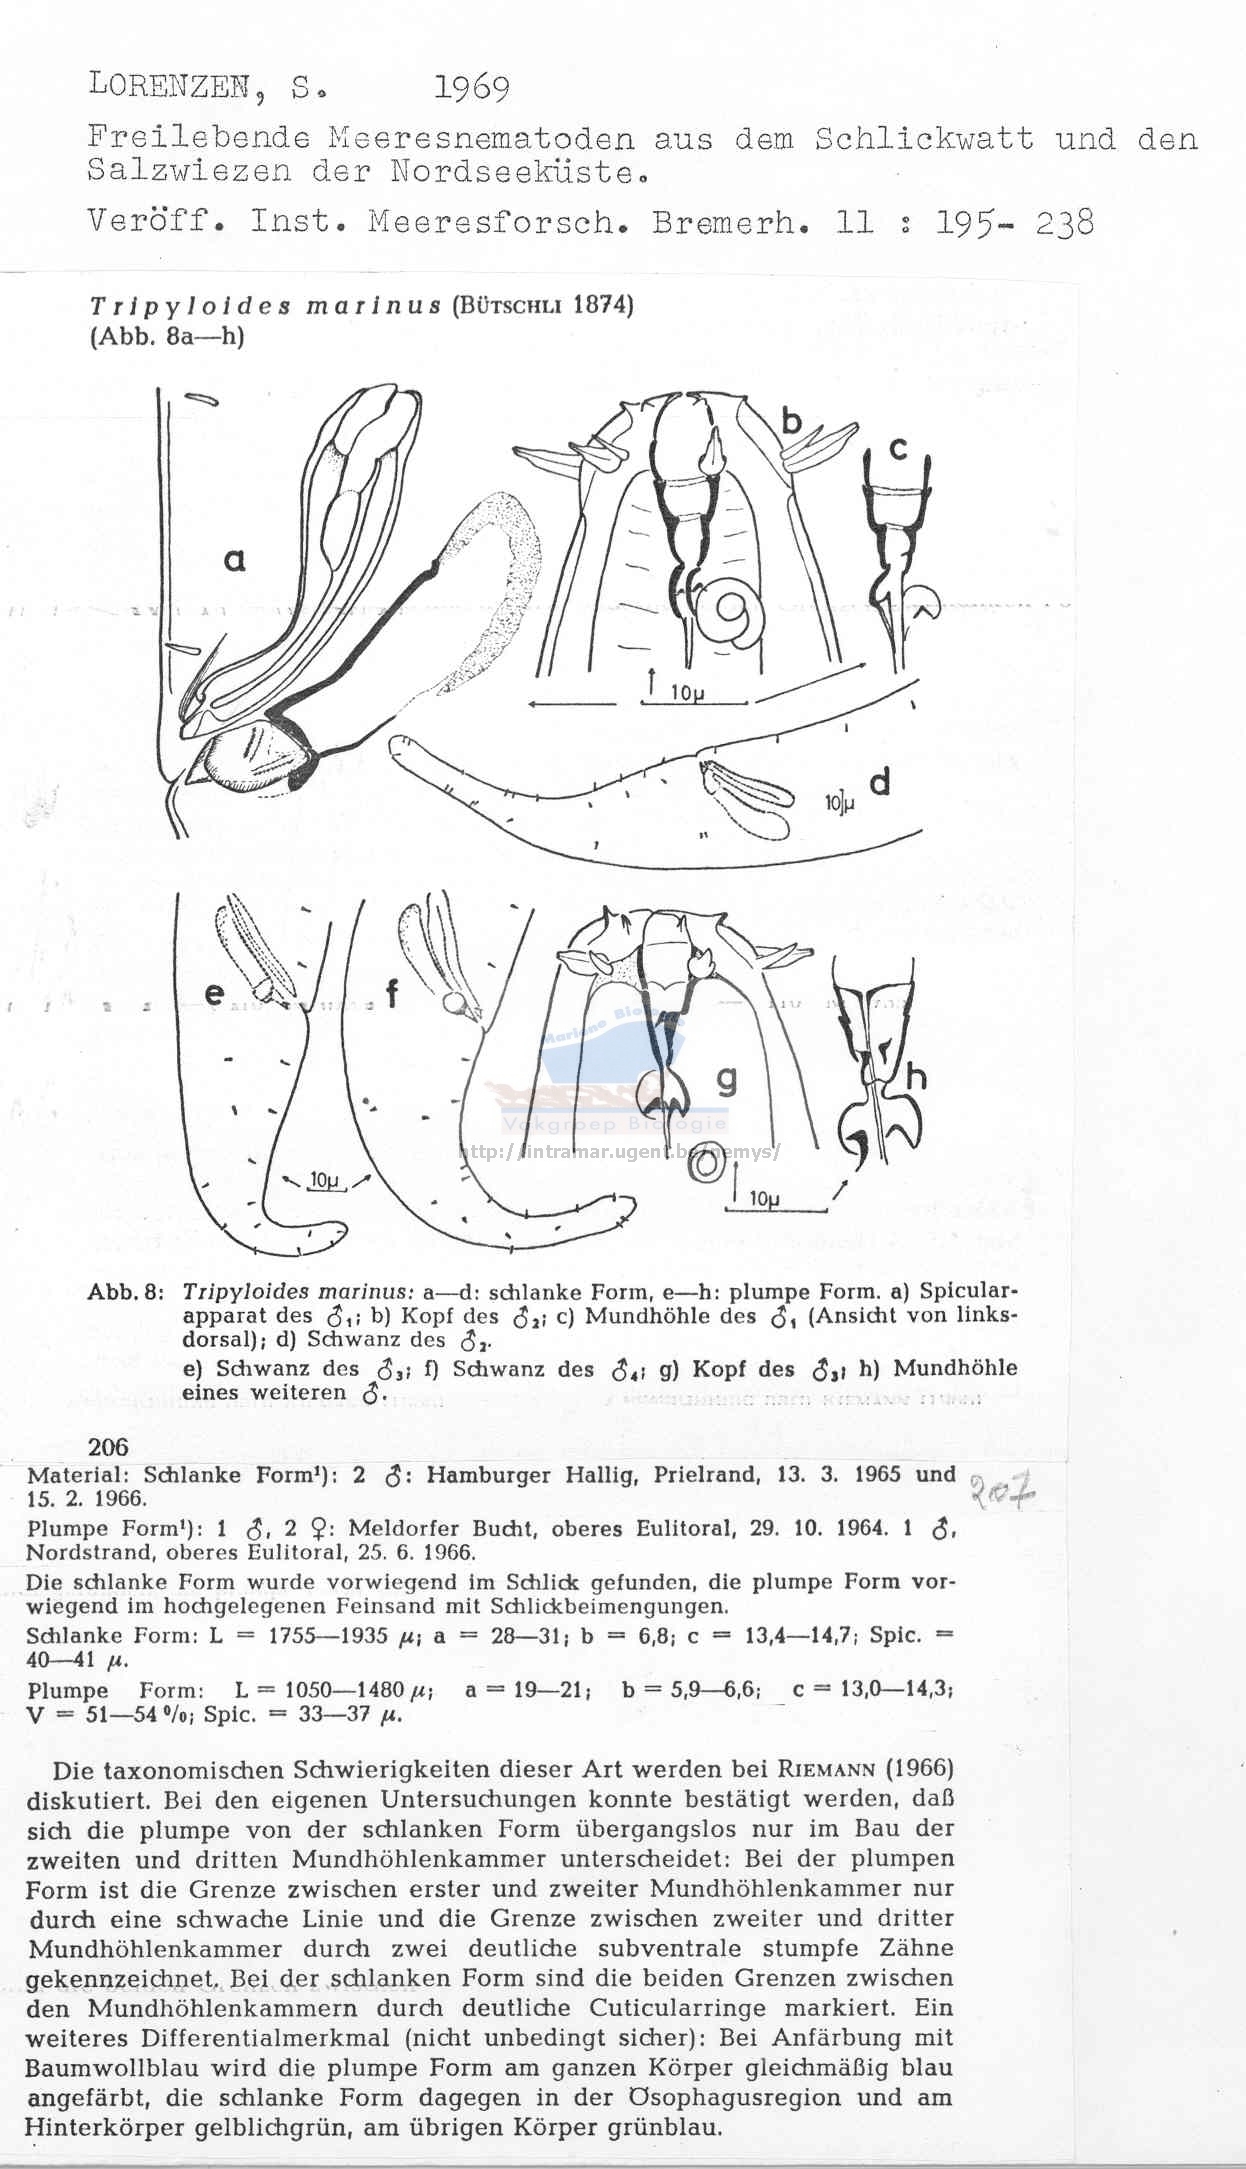 LORENZEN, S. 1969
Freilebende Meeresnematoden aus dem Schlickwatt und den
Salzwiezen der Nordseeküste.
Veröff. Inst. Meeresforsch. Bremerh. 11 : 195- 238
Tripyloides marinus (BÜTSCHLI 1874)
(Abb. 8a—h)
a
b
c
10µ
d
10µ
e
f
g
h
10µ
10µ
Mariene Biologie
Vakgroep Biologie
http://intramar.ugent.be/nemys/
Abb. 8: Tripyloides marinus: a—d: schlanke Form, e—h: plumpe Form. a) Spicular-
apparat des ♂₁; b) Kopf des ♂₂; c) Mundhöhle des ♂₁ (Ansicht von links-
dorsal); d) Schwanz des ♂₂.
e) Schwanz des ♂₃; f) Schwanz des ♂₄; g) Kopf des ♂₃; h) Mundhöhle
eines weiteren ♂.
206
Material: Schlanke Form¹): 2 ♂: Hamburger Hallig, Prielrand, 13. 3. 1965 und
15. 2. 1966.
207
Plumpe Form¹): 1 ♂, 2 ♀: Meldorfer Bucht, oberes Eulitoral, 29. 10. 1964. 1 ♂,
Nordstrand, oberes Eulitoral, 25. 6. 1966.
Die schlanke Form wurde vorwiegend im Schlick gefunden, die plumpe Form vor-
wiegend im hochgelegenen Feinsand mit Schlickbeimengungen.
Schlanke Form: L = 1755—1935 µ; a = 28—31; b = 6,8; c = 13,4—14,7; Spic. =
40—41 µ.
Plumpe Form: L = 1050—1480 µ; a = 19—21; b = 5,9—6,6; c = 13,0—14,3;
V = 51—54 %; Spic. = 33—37 µ.
Die taxonomischen Schwierigkeiten dieser Art werden bei RIEMANN (1966)
diskutiert. Bei den eigenen Untersuchungen konnte bestätigt werden, daß
sich die plumpe von der schlanken Form übergangslos nur im Bau der
zweiten und dritten Mundhöhlenkammer unterscheidet: Bei der plumpen
Form ist die Grenze zwischen erster und zweiter Mundhöhlenkammer nur
durch eine schwache Linie und die Grenze zwischen zweiter und dritter
Mundhöhlenkammer durch zwei deutliche subventrale stumpfe Zähne
gekennzeichnet. Bei der schlanken Form sind die beiden Grenzen zwischen
den Mundhöhlenkammern durch deutliche Cuticularringe markiert. Ein
weiteres Differentialmerkmal (nicht unbedingt sicher): Bei Anfärbung mit
Baumwollblau wird die plumpe Form am ganzen Körper gleichmäßig blau
angefärbt, die schlanke Form dagegen in der Ösophagusregion und am
Hinterkörper gelblichgrün, am übrigen Körper grünblau.